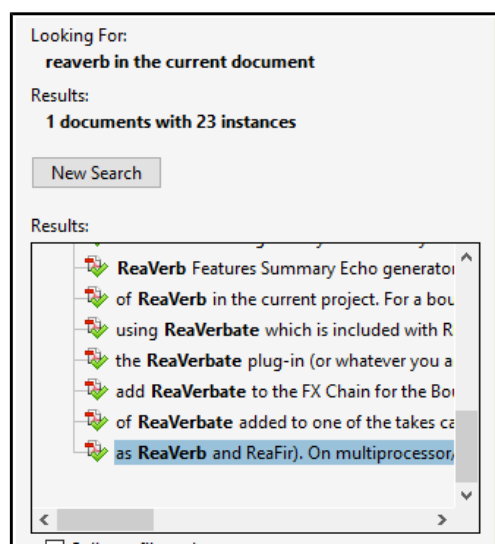 Looking For:
reaverb in the current document
Results:
1 documents with 23 instances
New Search
Results:
ReaVerb Features Summary Echo generator
of ReaVerb in the current project. For a bou
using ReaVerbate which is included with R
the ReaVerbate plug-in (or whatever you a
add ReaVerbate to the FX Chain for the Bou
of ReaVerbate added to one of the takes ca
as ReaVerb and ReaFir). On multiprocessor/